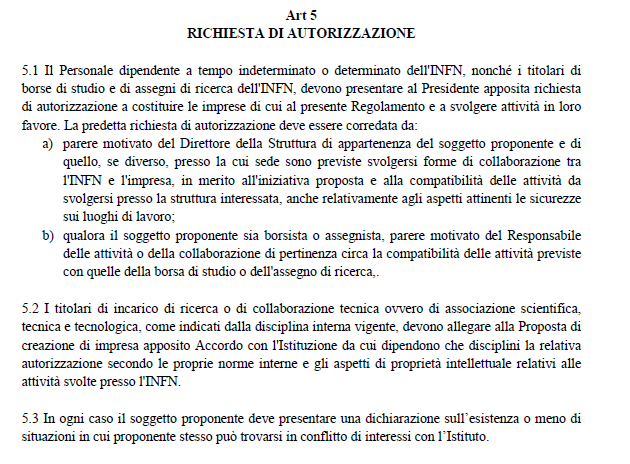 Art 5
RICHIESTA DI AUTORIZZAZIONE
5.1 Il Personale dipendente a tempo indeterminato o determinato dell'INFN, nonché i titolari di
borse di studio e di assegni di ricerca dell'INFN, devono presentare al Presidente apposita richiesta
di autorizzazione a costituire le imprese di cui al presente Regolamento e a svolgere attività in loro
favore. La predetta richiesta di autorizzazione deve essere corredata da:
a) parere motivato del Direttore della Struttura di appartenenza del soggetto proponente e di
quello, se diverso, presso la cui sede sono previste svolgersi forme di collaborazione tra
l'INFN e l'impresa, in merito all'iniziativa proposta e alla compatibilità delle attività da
svolgersi presso la struttura interessata, anche relativamente agli aspetti attinenti le sicurezze
sui luoghi di lavoro;
b) qualora il soggetto proponente sia borsista o assegnista, parere motivato del Responsabile
delle attività o della collaborazione di pertinenza circa la compatibilità delle attività previste
con quelle della borsa di studio o dell'assegno di ricerca,.
5.2 I titolari di incarico di ricerca o di collaborazione tecnica ovvero di associazione scientifica,
tecnica e tecnologica, come indicati dalla disciplina interna vigente, devono allegare alla Proposta di
creazione di impresa apposito Accordo con l'Istituzione da cui dipendono che disciplini la relativa
autorizzazione secondo le proprie norme interne e gli aspetti di proprietà intellettuale relativi alle
attività svolte presso l'INFN.
5.3 In ogni caso il soggetto proponente deve presentare una dichiarazione sull’esistenza o meno di
situazioni in cui proponente stesso può trovarsi in conflitto di interessi con l’Istituto.